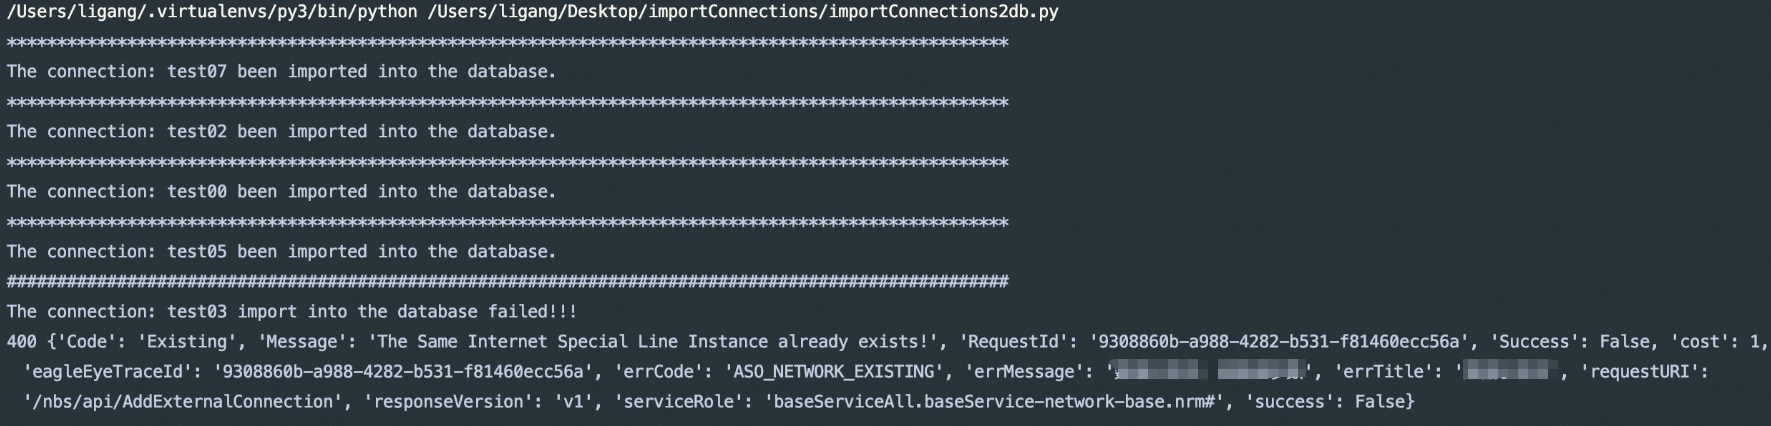 /Users/ligang/.virtualenvs/py3/bin/python /Users/ligang/Desktop/importConnections/importConnections2db.py
****************************************************************************************************
The connection: test07 been imported into the database.
****************************************************************************************************
The connection: test02 been imported into the database.
****************************************************************************************************
The connection: test00 been imported into the database.
****************************************************************************************************
The connection: test05 been imported into the database.
####################################################################################################
The connection: test03 import into the database failed!!!
400 {'Code': 'Existing', 'Message': 'The Same Internet Special Line Instance already exists!', 'RequestId': '9308860b-a988-4282-b531-f81460ecc56a', 'Success': False, 'cost': 1,
'eagleEyeTraceId': '9308860b-a988-4282-b531-f81460ecc56a', 'errCode': 'ASO_NETWORK_EXISTING', 'errMessage': '', 'errTitle': ', 'requestURI':
'/nbs/api/AddExternalConnection', 'responseVersion': 'v1', 'serviceRole': 'baseServiceAll.baseService-network-base.nrm#', 'success': False}